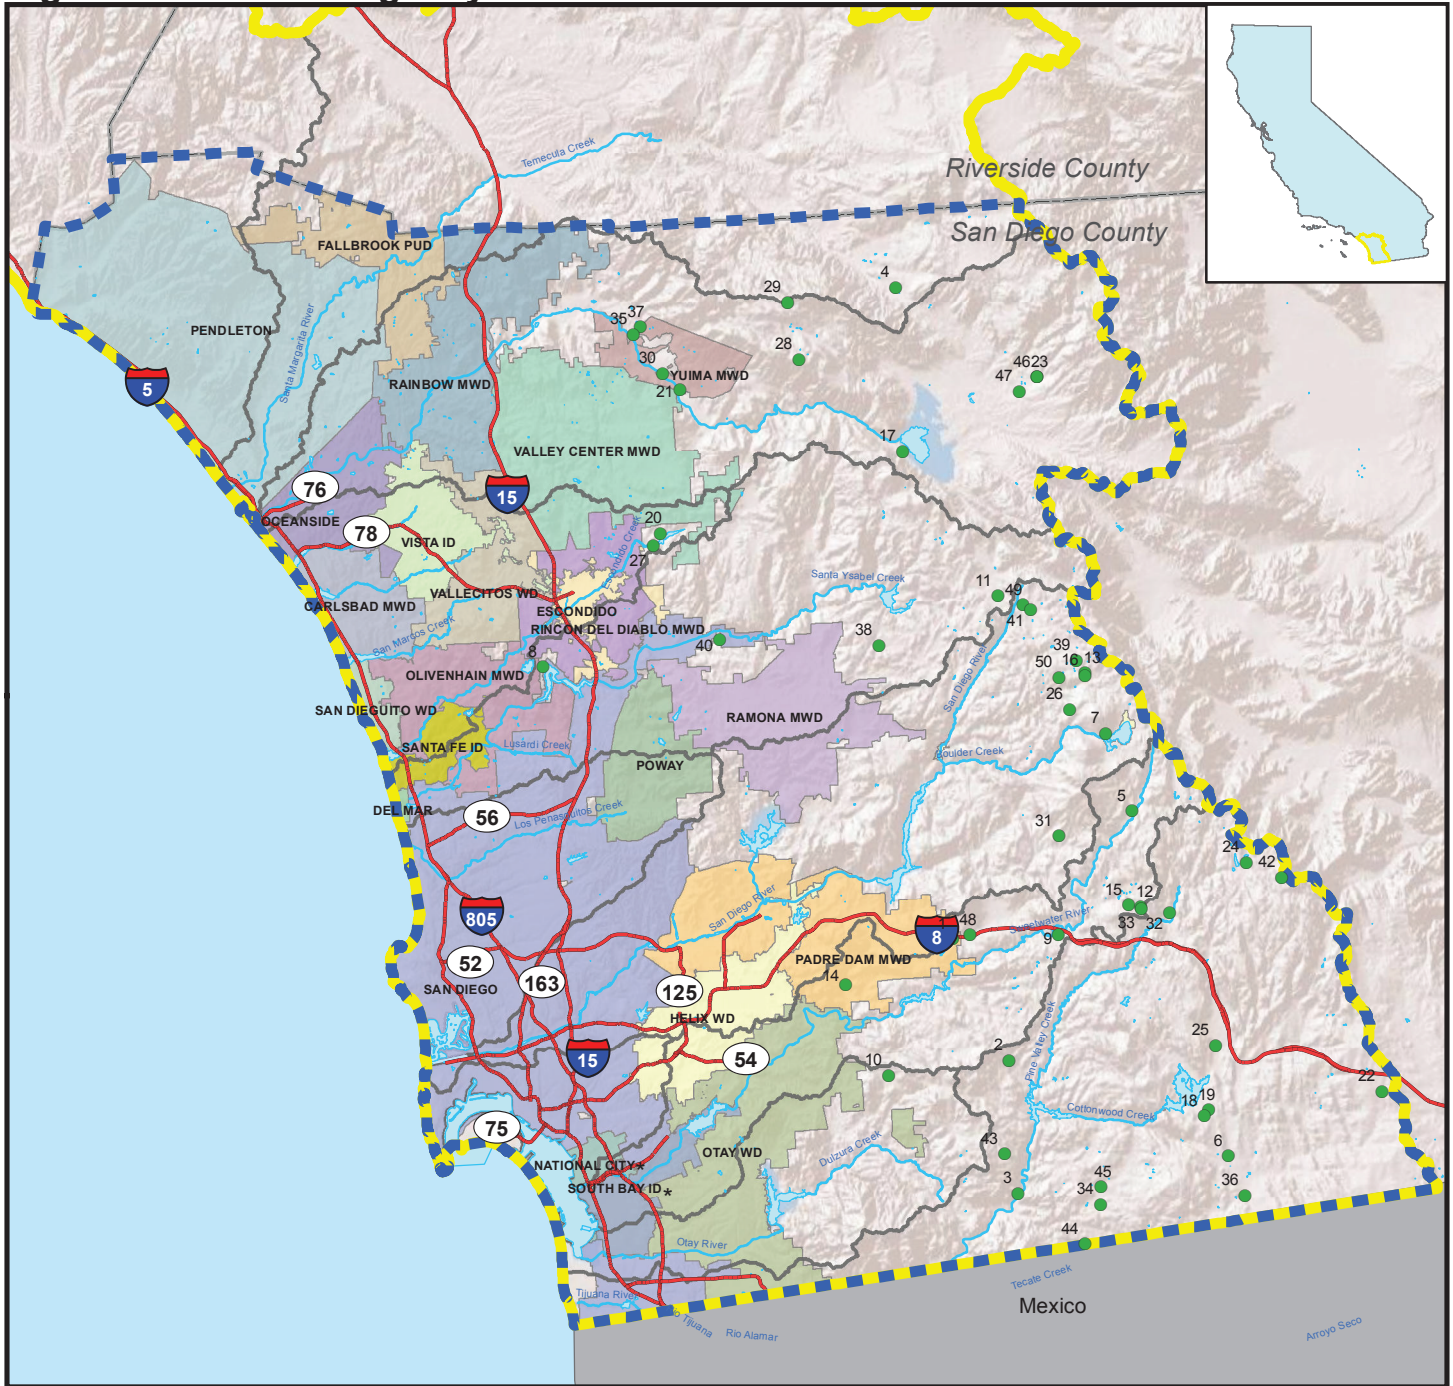 Temecula Creek
Riverside County
San Diego County
FALLBROOK PUD
4
29
Santa Margarita River
PENDLETON
37
35
28
30
YUIMA MWD
21
46
23
47
5
RAINBOW MWD
17
VALLEY CENTER MWD
76
15
OCEANSIDE
78
VISTA ID
20
27
Escondido Creek
Santa Ysabel Creek
11
49
41
VALLECITOS WD
CARLSBAD MWD
ESCONDIDO
RINCON DEL DIABLO MWD
San Marcos Creek
40
38
39
50
16
13
8
OLIVENHAIN MWD
San Diego River
26
SAN DIEGUITO WD
RAMONA MWD
7
SANTA FE ID
Lusardi Creek
Boulder Creek
POWAY
DEL MAR
56
Los Penasquitos Creek
5
31
24
42
San Diego River
15
12
33
32
805
48
8
Sweetwater River
9
52
163
PADRE DAM MWD
14
SAN DIEGO
125
HELIX WD
Pine Valley Creek
25
15
54
10
2
22
19
18
Cottonwood Creek
75
6
43
OTAY WD
Dulzura Creek
NATIONAL CITY*
SOUTH BAY ID*
3
45
34
36
44
Otay River
Tecate Creek
Tijuana River
Mexico
Tijuana
Rio Alamar
Arroyo Seco